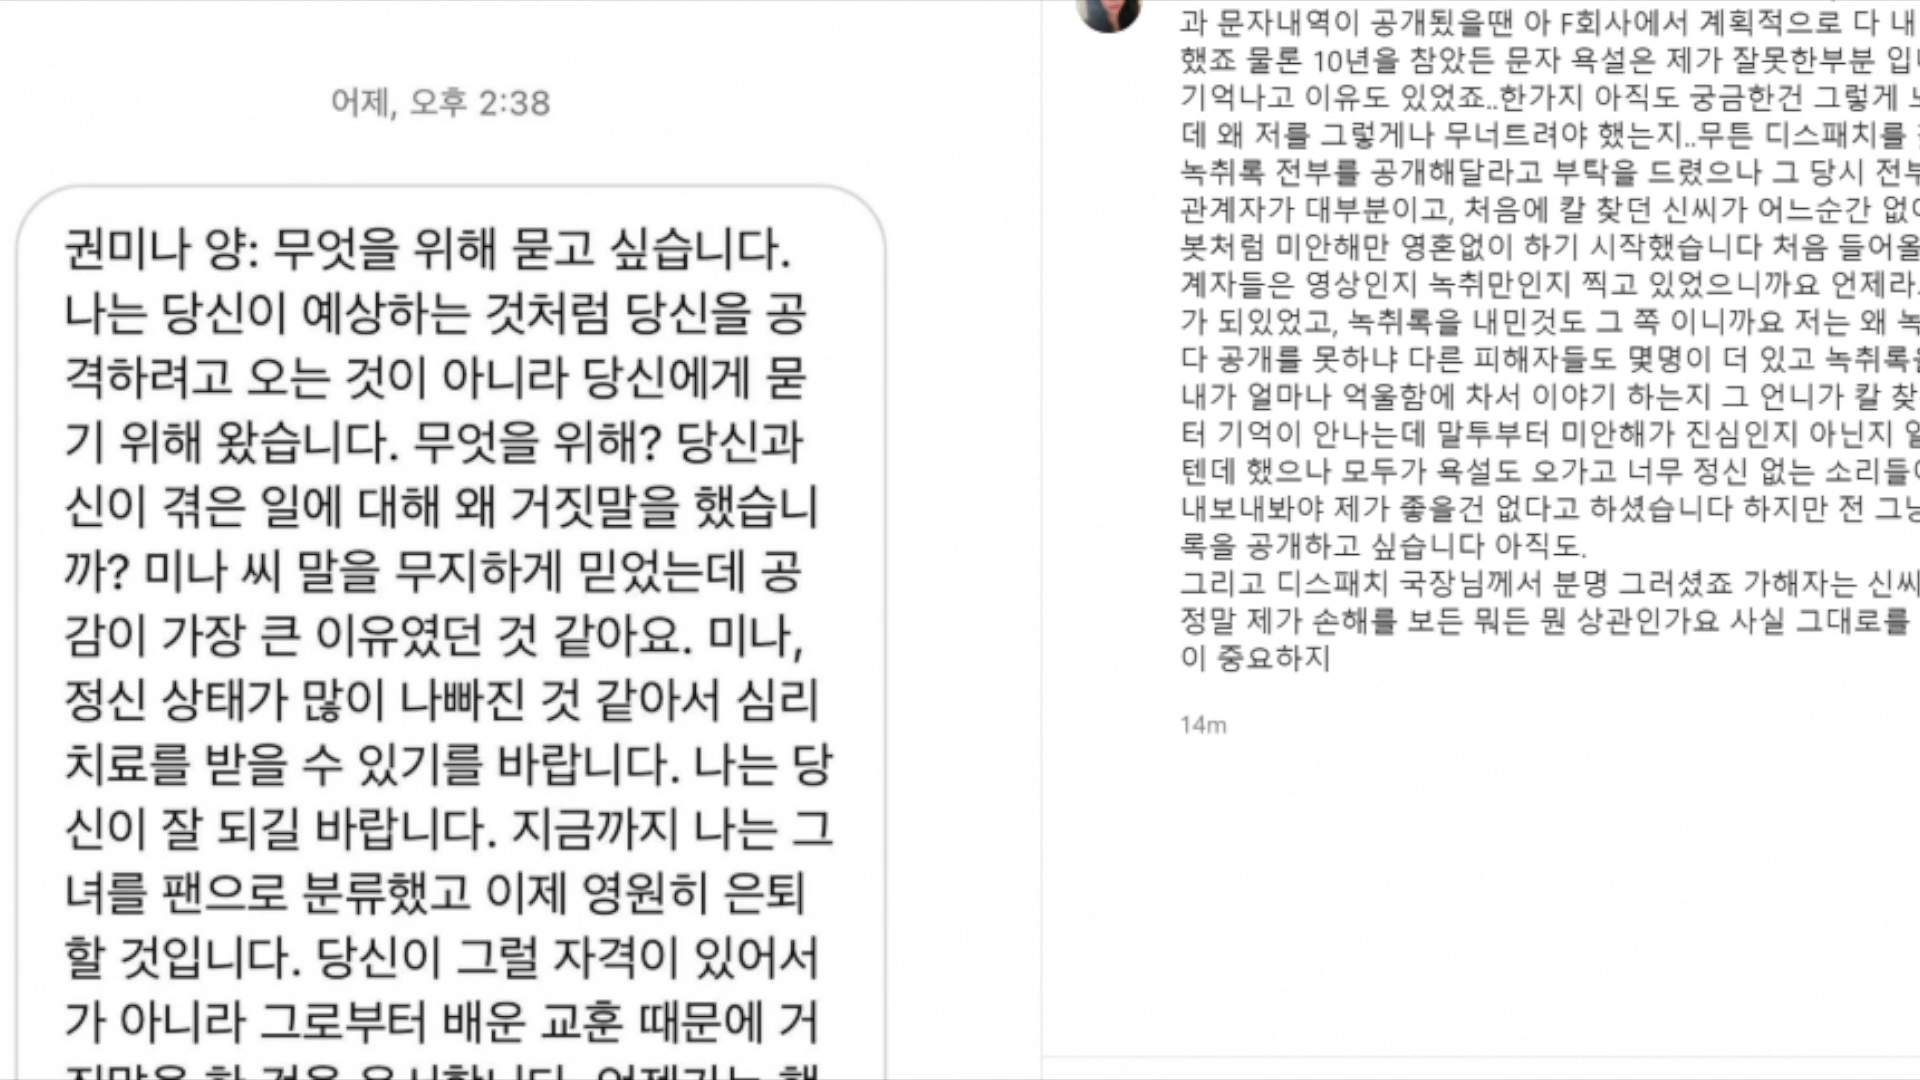 어제, 오후 2:38
권미나 양: 무엇을 위해 묻고 싶습니다.
나는 당신이 예상하는 것처럼 당신을 공
격하려고 오는 것이 아니라 당신에게 묻
기 위해 왔습니다. 무엇을 위해? 당신과
신이 겪은 일에 대해 왜 거짓말을 했습니
까? 미나 씨 말을 무지하게 믿었는데 공
감이 가장 큰 이유였던 것 같아요. 미나,
정신 상태가 많이 나빠진 것 같아서 심리
치료를 받을 수 있기를 바랍니다. 나는 당
신이 잘 되길 바랍니다. 지금까지 나는 그
녀를 팬으로 분류했고 이제 영원히 은퇴
할 것입니다. 당신이 그럴 자격이 있어서
가 아니라 그로부터 배운 교훈 때문에 거
과 문자내역이 공개됬을땐 아 F회사에서 계획적으로 다 내
했죠 물론 10년을 참았든 문자 욕설은 제가 잘못한부분 입
기억나고 이유도 있었죠..한가지 아직도 궁금한건 그렇게
데 왜 저를 그렇게나 무너트려야 했는지..무튼 디스패치를
녹취록 전부를 공개해달라고 부탁을 드렸으나 그 당시 전부
관계자가 대부분이고, 처음에 칼 찾던 신씨가 어느순간 없
봇처럼 미안해만 영혼없이 하기 시작했습니다 처음 들어올
계자들은 영상인지 녹취만인지 찍고 있었으니까요 언제라
가 되있었고, 녹취록을 내민것도 그 쪽 이니까요 저는 왜 녹
다 공개를 못하냐 다른 피해자들도 몇명이 더 있고 녹취록을
내가 얼마나 억울함에 차서 이야기 하는지 그 언니가 칼 찾
터 기억이 안나는데 말투부터 미안해가 진심인지 아닌지
텐데 했으나 모두가 욕설도 오가고 너무 정신 없는 소리들
내보내봐야 제가 좋을건 없다고 하셨습니다 하지만 전 그냥
록을 공개하고 싶습니다 아직도.
그리고 디스패치 국장님께서 분명 그러셨죠 가해자는 신씨
정말 제가 손해를 보든 뭐든 뭔 상관인가요 사실 그대로를
이 중요하지
14m